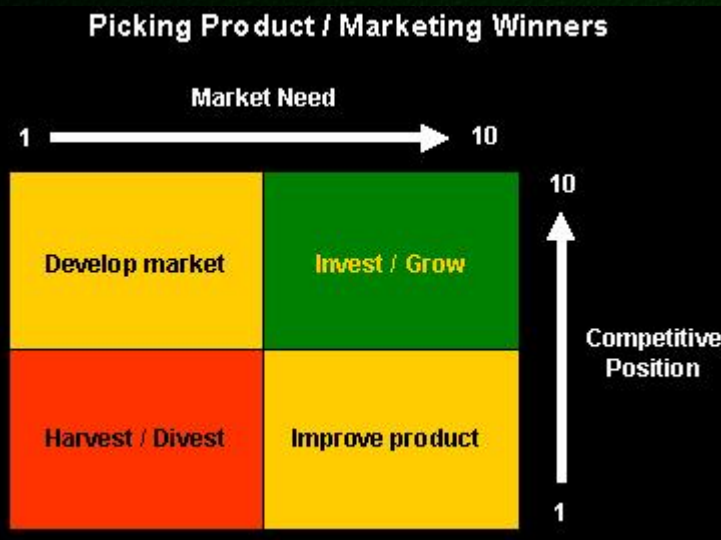 Picking Product / Marketing Winners
Market Need
1
10
10
Develop market
Invest / Grow
Competitive
Position
Harvest / Divest
Improve product
1